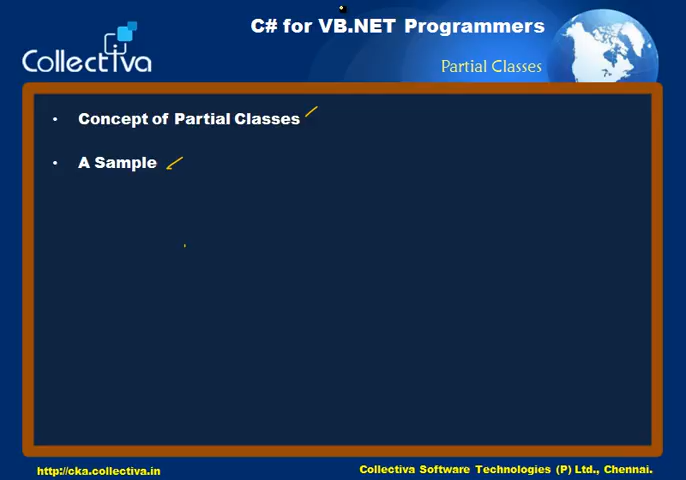 C# for VB.NET Programmers
Collectiva
Partial Classes
• Concept of Partial Classes
• A Sample
http://cka.collectiva.in
Collectiva Software Technologies (P) Ltd., Chennai.